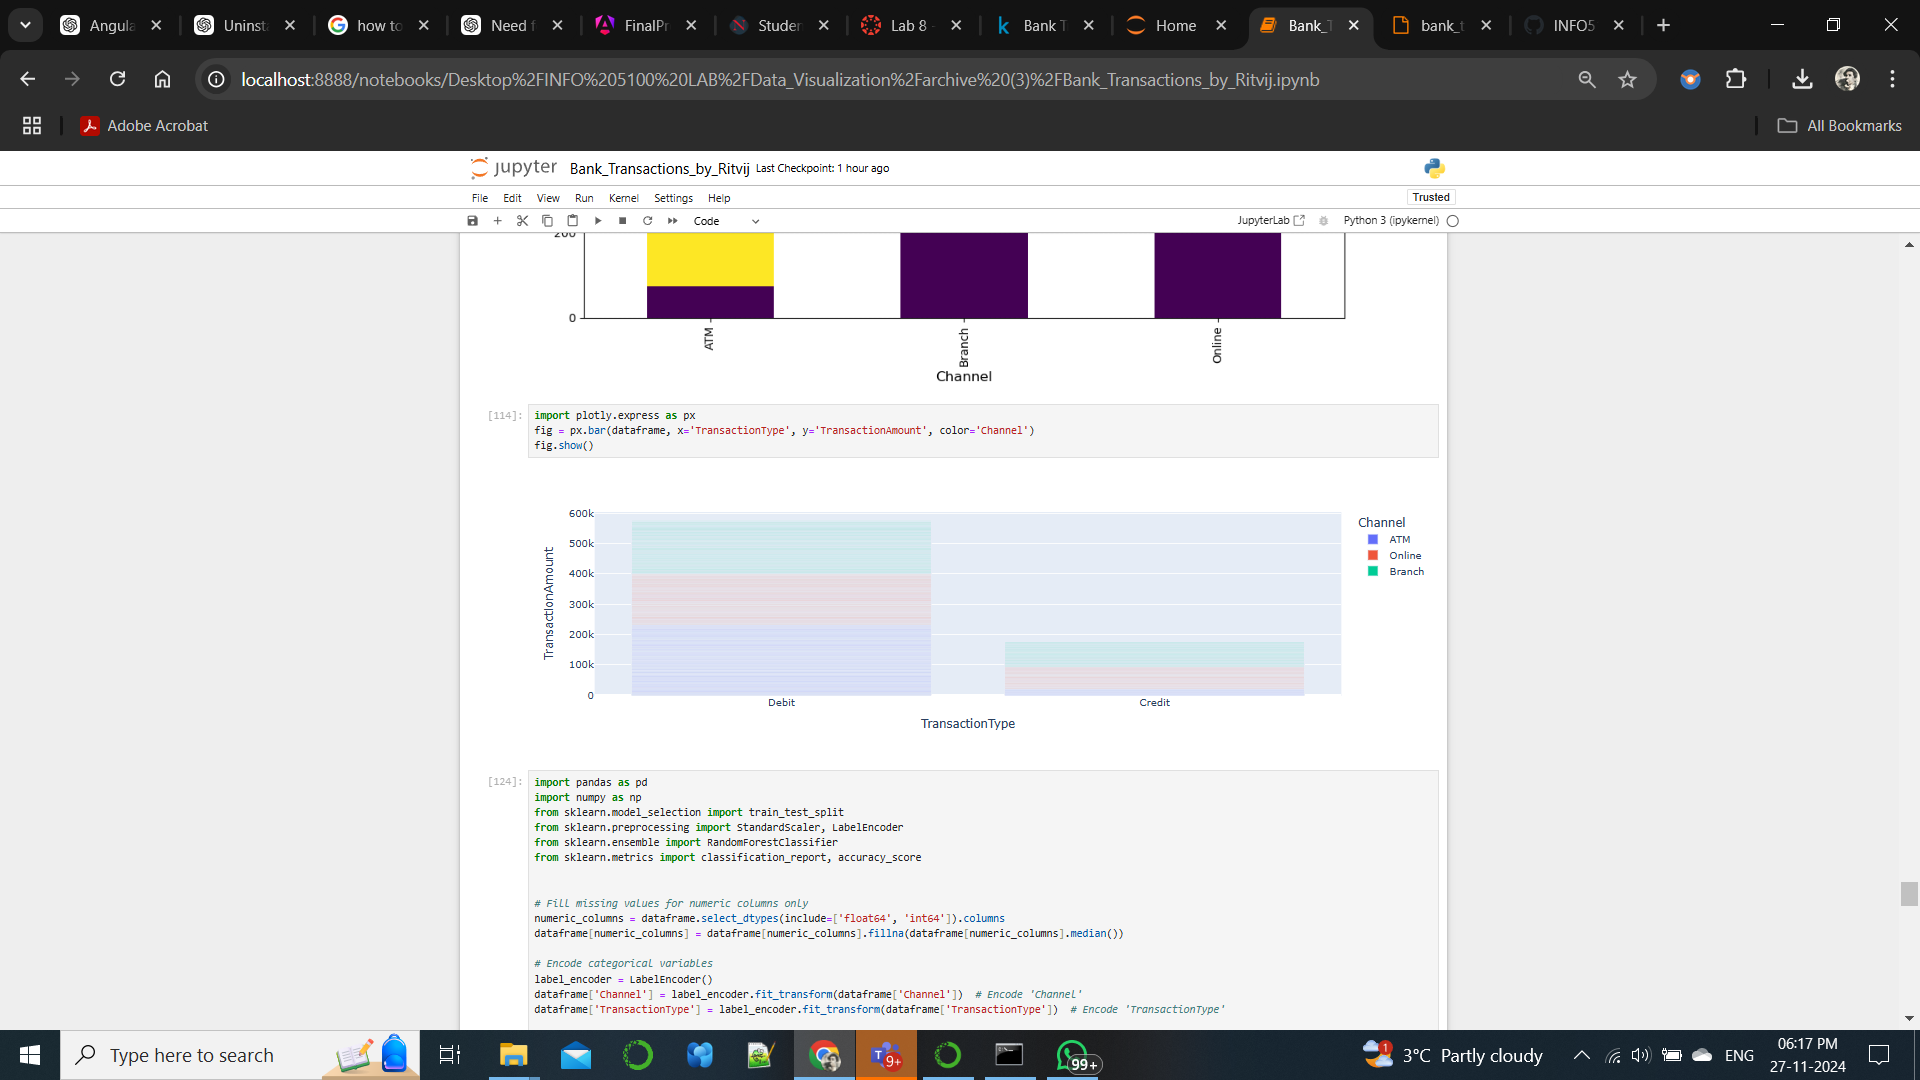 Angula
Uninsta
how to
Need f
FinalPr
Studen
Lab 8 -
Bank T
Home
Bank_T
bank_t
INFO5
localhost:8888/notebooks/Desktop%2FINFO%205100%20LAB%2FData_Visualization%2Farchive%20(3)%2FBank_Transactions_by_Ritvij.ipynb
Adobe Acrobat
All Bookmarks
jupyter Bank_Transactions_by_Ritvij Last Checkpoint: 1 hour ago
File Edit View Run Kernel Settings Help
Trusted
Code
JupyterLab
Python 3 (ipykernel)
200
0
ATM
Branch
Online
Channel
[114]:
import plotly.express as px
fig = px.bar(dataframe, x='TransactionType', y='TransactionAmount', color='Channel')
fig.show()
600k
500k
400k
300k
200k
100k
0
TransactionAmount
Debit
Credit
TransactionType
Channel
ATM
Online
Branch
[124]:
import pandas as pd
import numpy as np
from sklearn.model_selection import train_test_split
from sklearn.preprocessing import StandardScaler, LabelEncoder
from sklearn.ensemble import RandomForestClassifier
from sklearn.metrics import classification_report, accuracy_score
# Fill missing values for numeric columns only
numeric_columns = dataframe.select_dtypes(include=['float64', 'int64']).columns
dataframe[numeric_columns] = dataframe[numeric_columns].fillna(dataframe[numeric_columns].median())
# Encode categorical variables
label_encoder = LabelEncoder()
dataframe['Channel'] = label_encoder.fit_transform(dataframe['Channel'])  # Encode 'Channel'
dataframe['TransactionType'] = label_encoder.fit_transform(dataframe['TransactionType'])  # Encode 'TransactionType'
Type here to search
9+
99+
1
3°C Partly cloudy
ENG
06:17 PM
27-11-2024